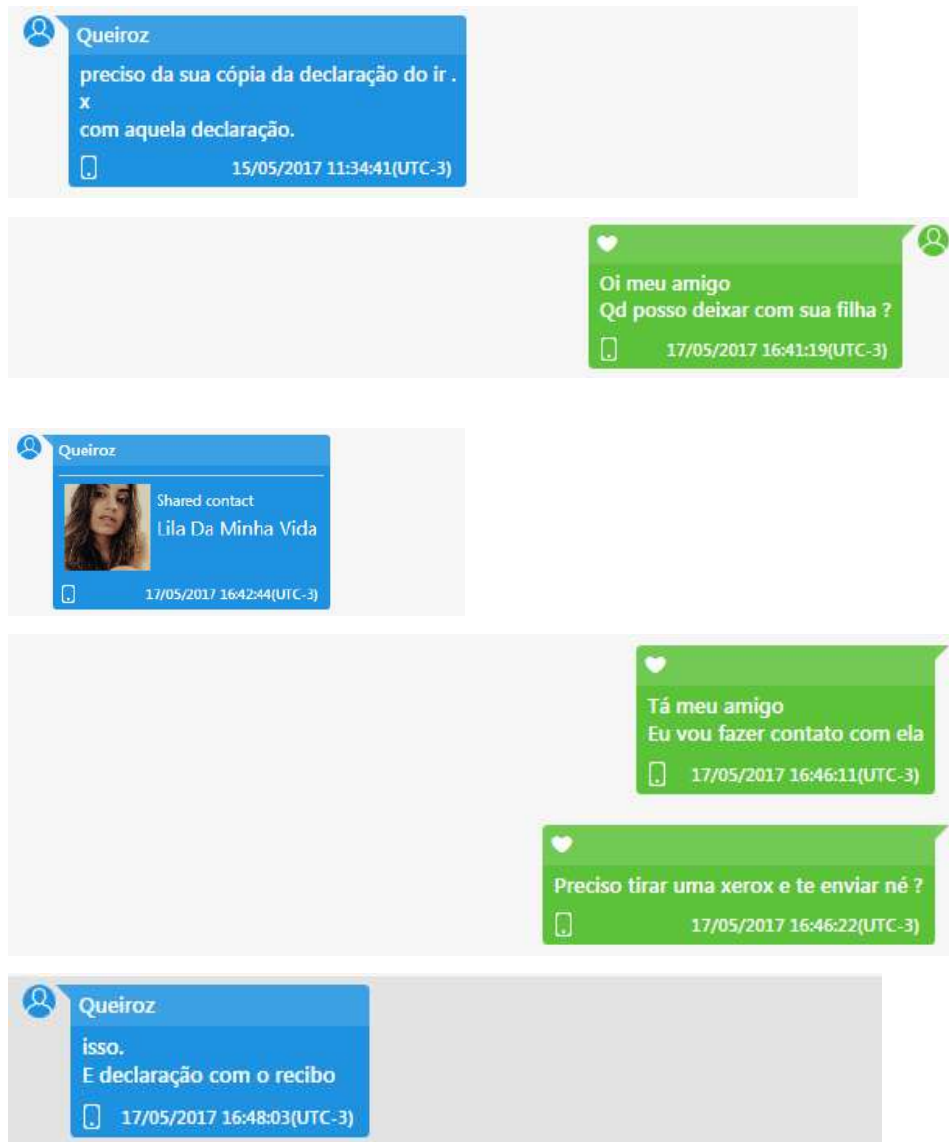 Queiroz
preciso da sua cópia da declaração do ir .
x
com aquela declaração.
15/05/2017 11:34:41(UTC-3)
Oi meu amigo
Qd posso deixar com sua filha ?
17/05/2017 16:41:19(UTC-3)
Queiroz
Shared contact
Lila Da Minha Vida
17/05/2017 16:42:44(UTC-3)
Tá meu amigo
Eu vou fazer contato com ela
17/05/2017 16:46:11(UTC-3)
Preciso tirar uma xerox e te enviar né ?
17/05/2017 16:46:22(UTC-3)
Queiroz
isso.
E declaração com o recibo
17/05/2017 16:48:03(UTC-3)